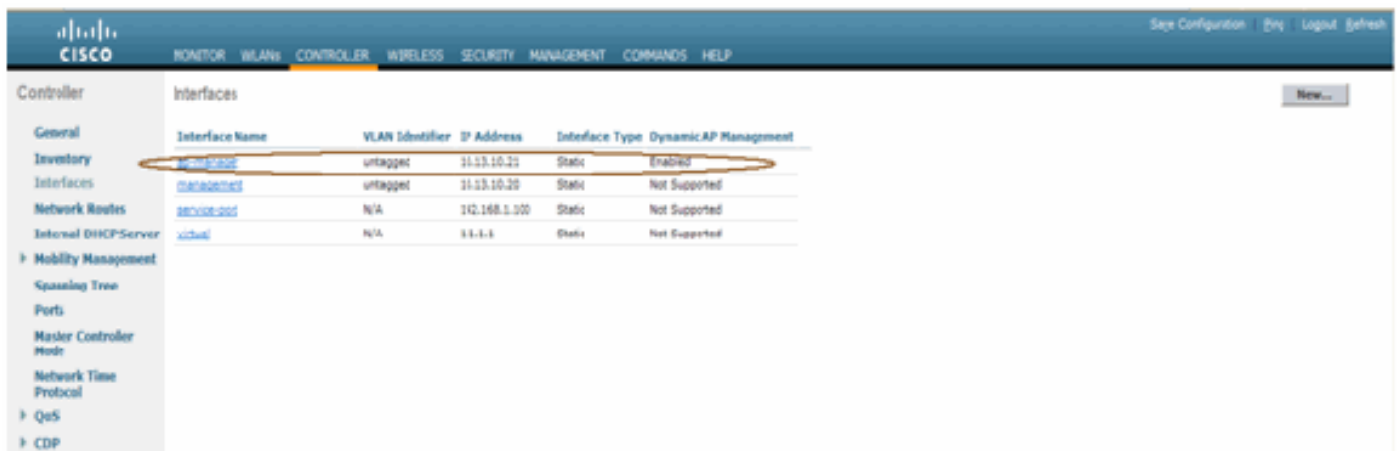 Save Configuration Ping Logout Refresh
CISCO
MONITOR WLANs CONTROLLER WIRELESS SECURITY MANAGEMENT COMMANDS HELP
Controller
General
Inventory
Interfaces
Network Routes
Internal DHCP Server
Mobility Management
Spanning Tree
Ports
Master Controller
Mode
Network Time
Protocol
QoS
CDP
Interfaces
New...
Interface Name VLAN Identifier IP Address Interface Type Dynamic AP Management
ap-manager untagged 10.13.10.21 Static Enabled
management untagged 10.13.10.20 Static Not Supported
service-port N/A 192.168.1.100 Static Not Supported
virtual N/A 1.1.1.1 Static Not Supported